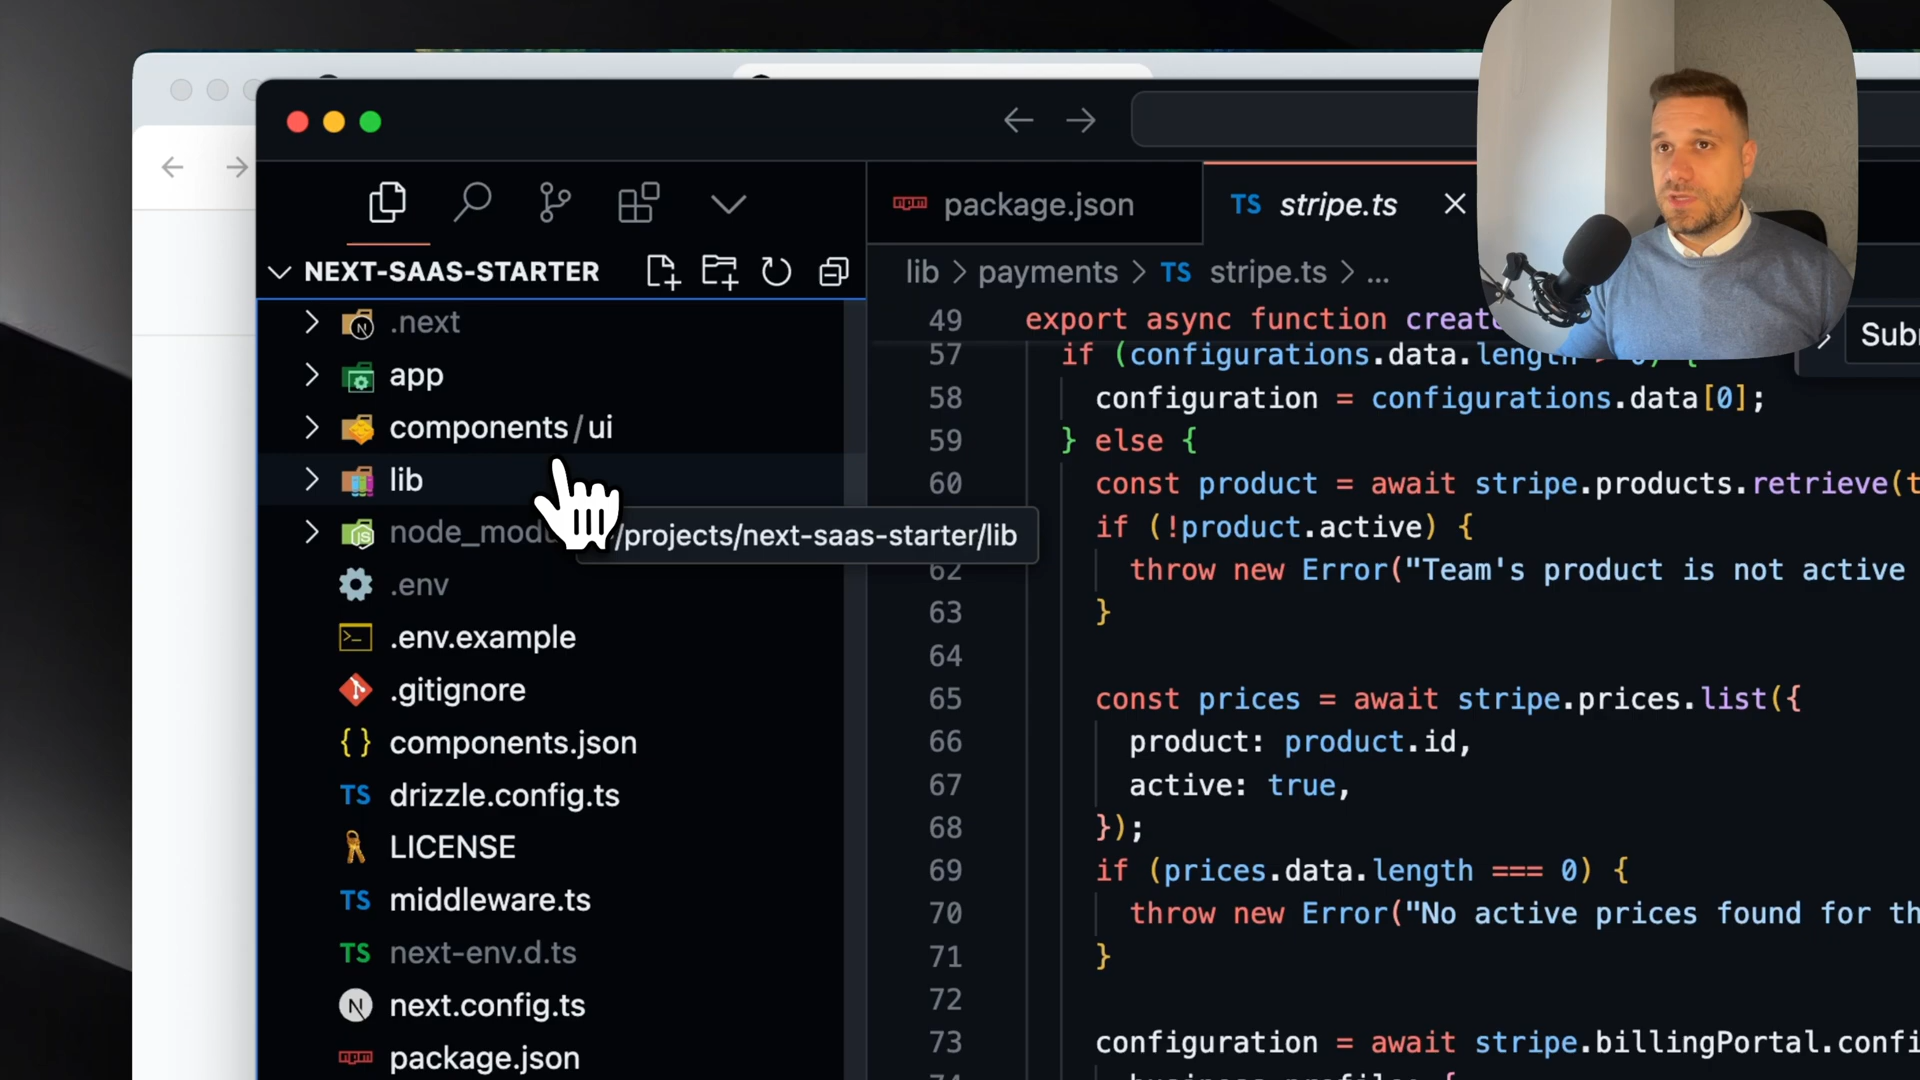 package.json
TS stripe.ts
NEXT-SAAS-STARTER
lib > payments > TS stripe.ts > ...
.next
app
components/ui
lib
/projects/next-saas-starter/lib
.env
.env.example
.gitignore
{ } components.json
TS drizzle.config.ts
LICENSE
TS middleware.ts
TS next-env.d.ts
N next.config.ts
npm package.json
49 export async function
57 if (configurations.data.length
58 configuration = configurations.data[0];
59 } else {
60 const product = await stripe.products.retrieve(
if (!product.active) {
62 throw new Error("Team's product is not active
63 }
64
65 const prices = await stripe.prices.list({
66 product: product.id,
67 active: true,
68 });
69 if (prices.data.length === 0) {
70 throw new Error("No active prices found for
71 }
72
73 configuration = await stripe.billingPortal.